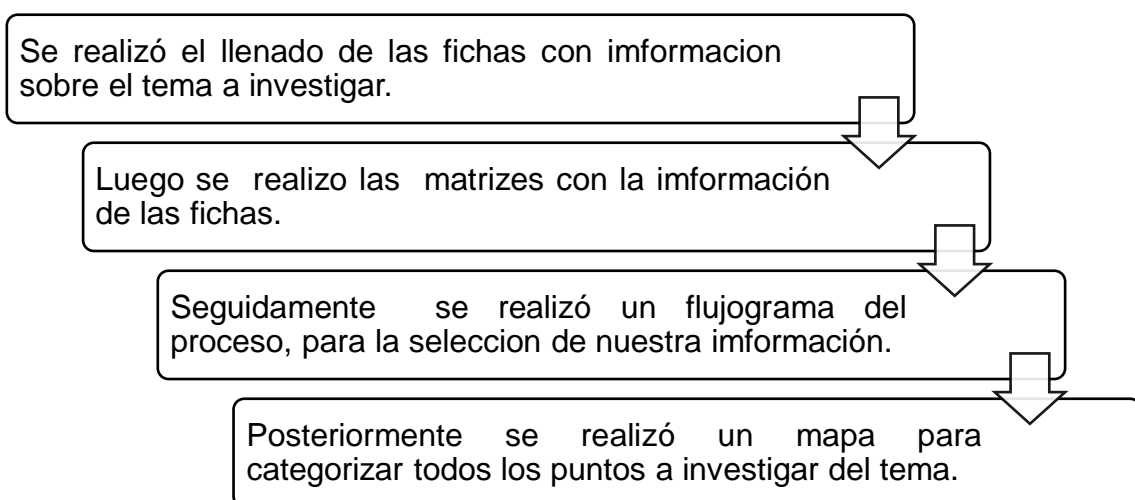 Se realizó el llenado de las fichas con imformacion
sobre el tema a investigar.
Luego se realizo las matrizes con la imformación
de las fichas.
Seguidamente se realizó un flujograma del
proceso, para la seleccion de nuestra imformación.
Posteriormente se realizó un mapa para
categorizar todos los puntos a investigar del tema.